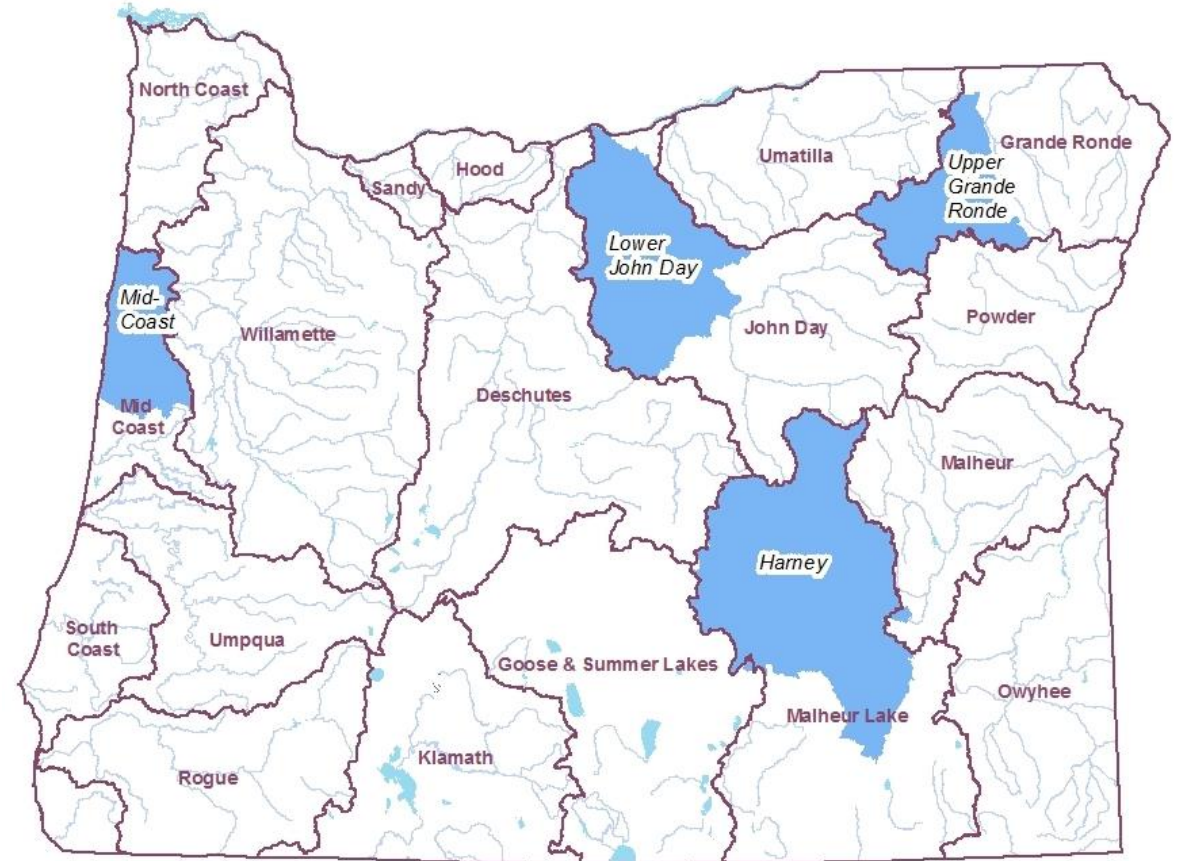 North Coast
Hood
Sandy
Umatilla
Grande Ronde
Upper
Grande
Ronde
Lower
John Day
Mid-
Coast
Willamette
John Day
Powder
Deschutes
Mid
Coast
Malheur
Harney
South
Coast
Umpqua
Goose & Summer Lakes
Owyhee
Malheur Lake
Klamath
Rogue